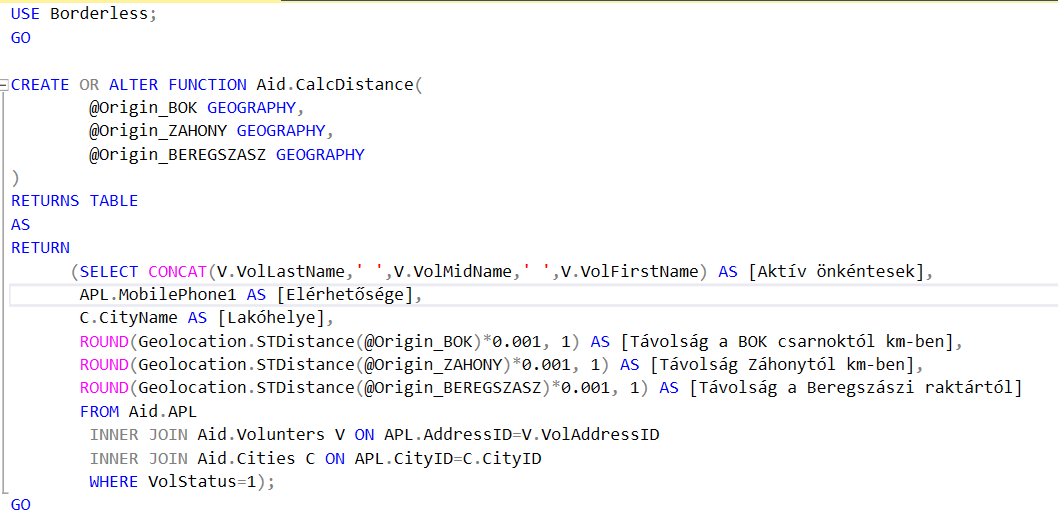 USE Borderless;
GO
CREATE OR ALTER FUNCTION Aid.CalcDistance(
@Origin_BOK GEOGRAPHY,
@Origin_ZAHONY GEOGRAPHY,
@Origin_BEREGSZASZ GEOGRAPHY
)
RETURNS TABLE
AS
RETURN
(SELECT CONCAT(V.VolLastName,' ',V.VolMidName,' ',V.VolFirstName) AS [Aktív önkéntesek],
APL.MobilePhone1 AS [Elérhetősége],
C.CityName AS [Lakóhelye],
ROUND(Geolocation.STDistance(@Origin_BOK)*0.001, 1) AS [Távolság a BOK csarnoktól km-ben],
ROUND(Geolocation.STDistance(@Origin_ZAHONY)*0.001, 1) AS [Távolság Záhonytól km-ben],
ROUND(Geolocation.STDistance(@Origin_BEREGSZASZ)*0.001, 1) AS [Távolság a Beregszászi raktártól]
FROM Aid.APL
INNER JOIN Aid.Volunters V ON APL.AddressID=V.VolAddressID
INNER JOIN Aid.Cities C ON APL.CityID=C.CityID
WHERE VolStatus=1);
GO